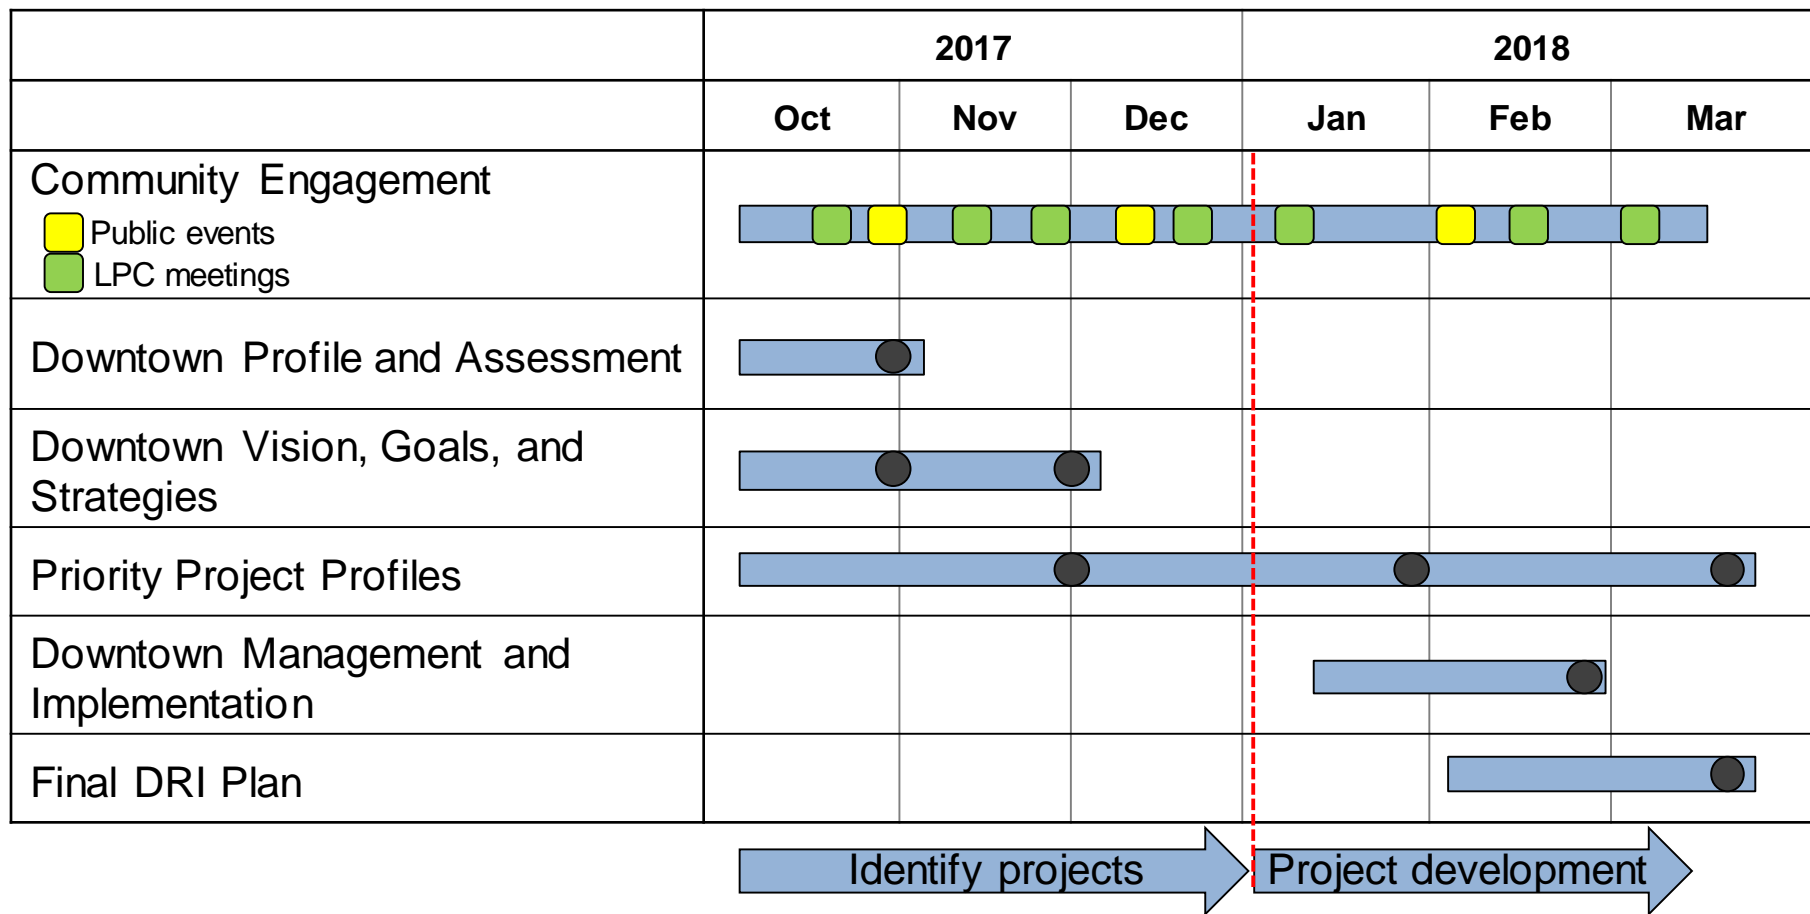 2017
2018
Oct
Nov
Dec
Jan
Feb
Mar
Community Engagement
Public events
LPC meetings
Downtown Profile and Assessment
Downtown Vision, Goals, and
Strategies
Priority Project Profiles
Downtown Management and
Implementation
Final DRI Plan
Identify projects
Project development